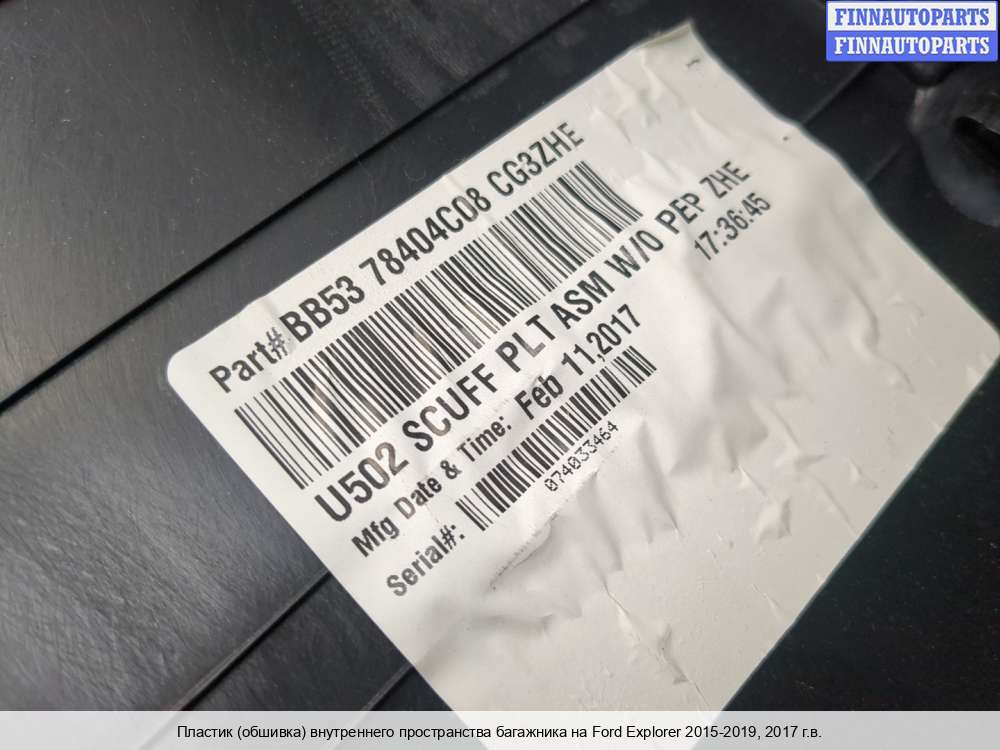 FINNAUTOPARTS
FINNAUTOPARTS
Part# BB53 78404C08 CG3ZHE
U502 SCUFF PLT ASM W/O PEP ZHE
Mfg Date & Time: Feb 11,2017 17:36:45
Serial#:
074033464
Пластик (обшивка) внутреннего пространства багажника на Ford Explorer 2015-2019, 2017 г.в.